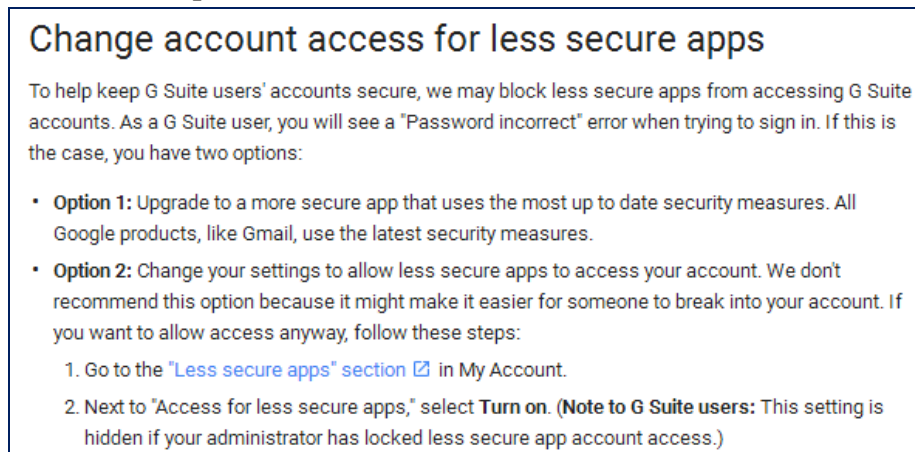 Change account access for less secure apps
To help keep G Suite users' accounts secure, we may block less secure apps from accessing G Suite
accounts. As a G Suite user, you will see a "Password incorrect" error when trying to sign in. If this is
the case, you have two options:
• Option 1: Upgrade to a more secure app that uses the most up to date security measures. All
Google products, like Gmail, use the latest security measures.
• Option 2: Change your settings to allow less secure apps to access your account. We don't
recommend this option because it might make it easier for someone to break into your account. If
you want to allow access anyway, follow these steps:
1. Go to the "Less secure apps" section in My Account.
2. Next to "Access for less secure apps," select Turn on. (Note to G Suite users: This setting is
hidden if your administrator has locked less secure app account access.)